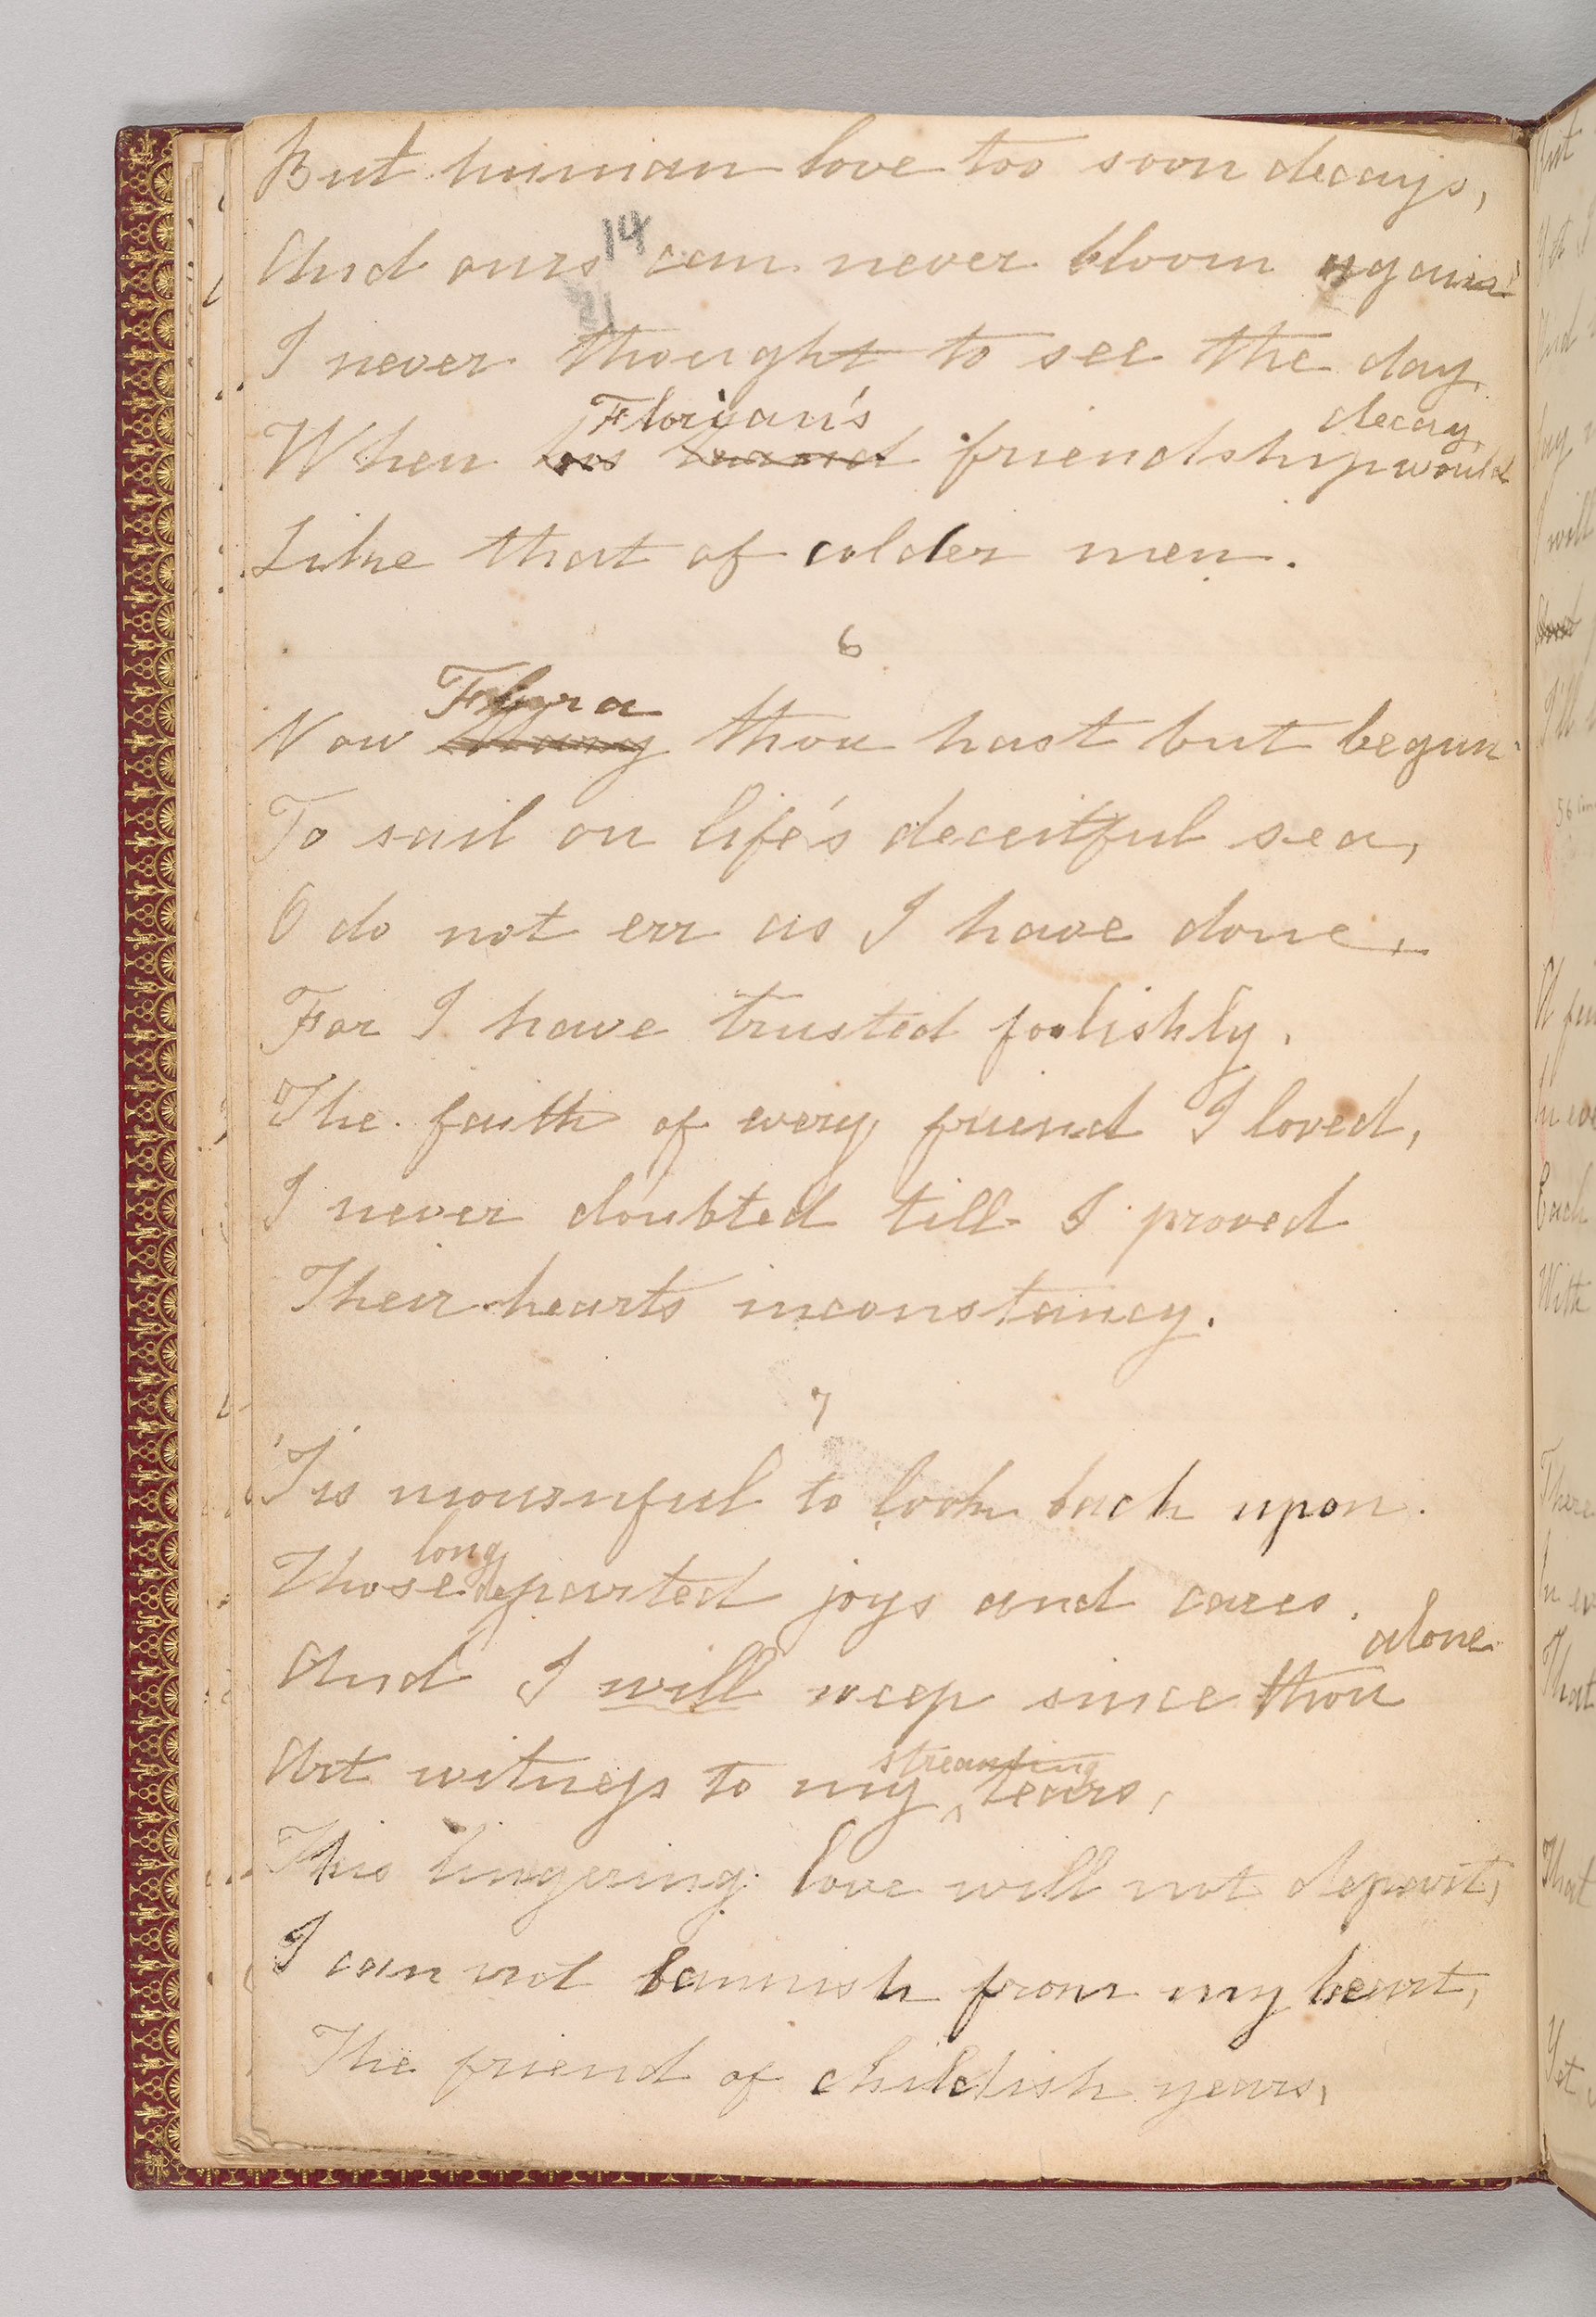 But human love too soon decays,
And ours can never bloom again
14
21
I never thought to see the day
Florian's decay,
When his friendship would
Like that of colder men.
6
Flora
Now Mary thou hast but begun
To sail on life's deceitful sea,
O do not err as I have done,
For I have trusted foolishly.
The faith of every friend I loved,
I never doubted till I proved
Their hearts inconstancy.
7
'Tis mournful to look back upon
long
Those departed joys and cares.
alone
And I will weep since thou
streaming
Art witness to my ‸ tears,
This lingering love will not depart,
I can not bannish from my heart,
The friend of childish years,